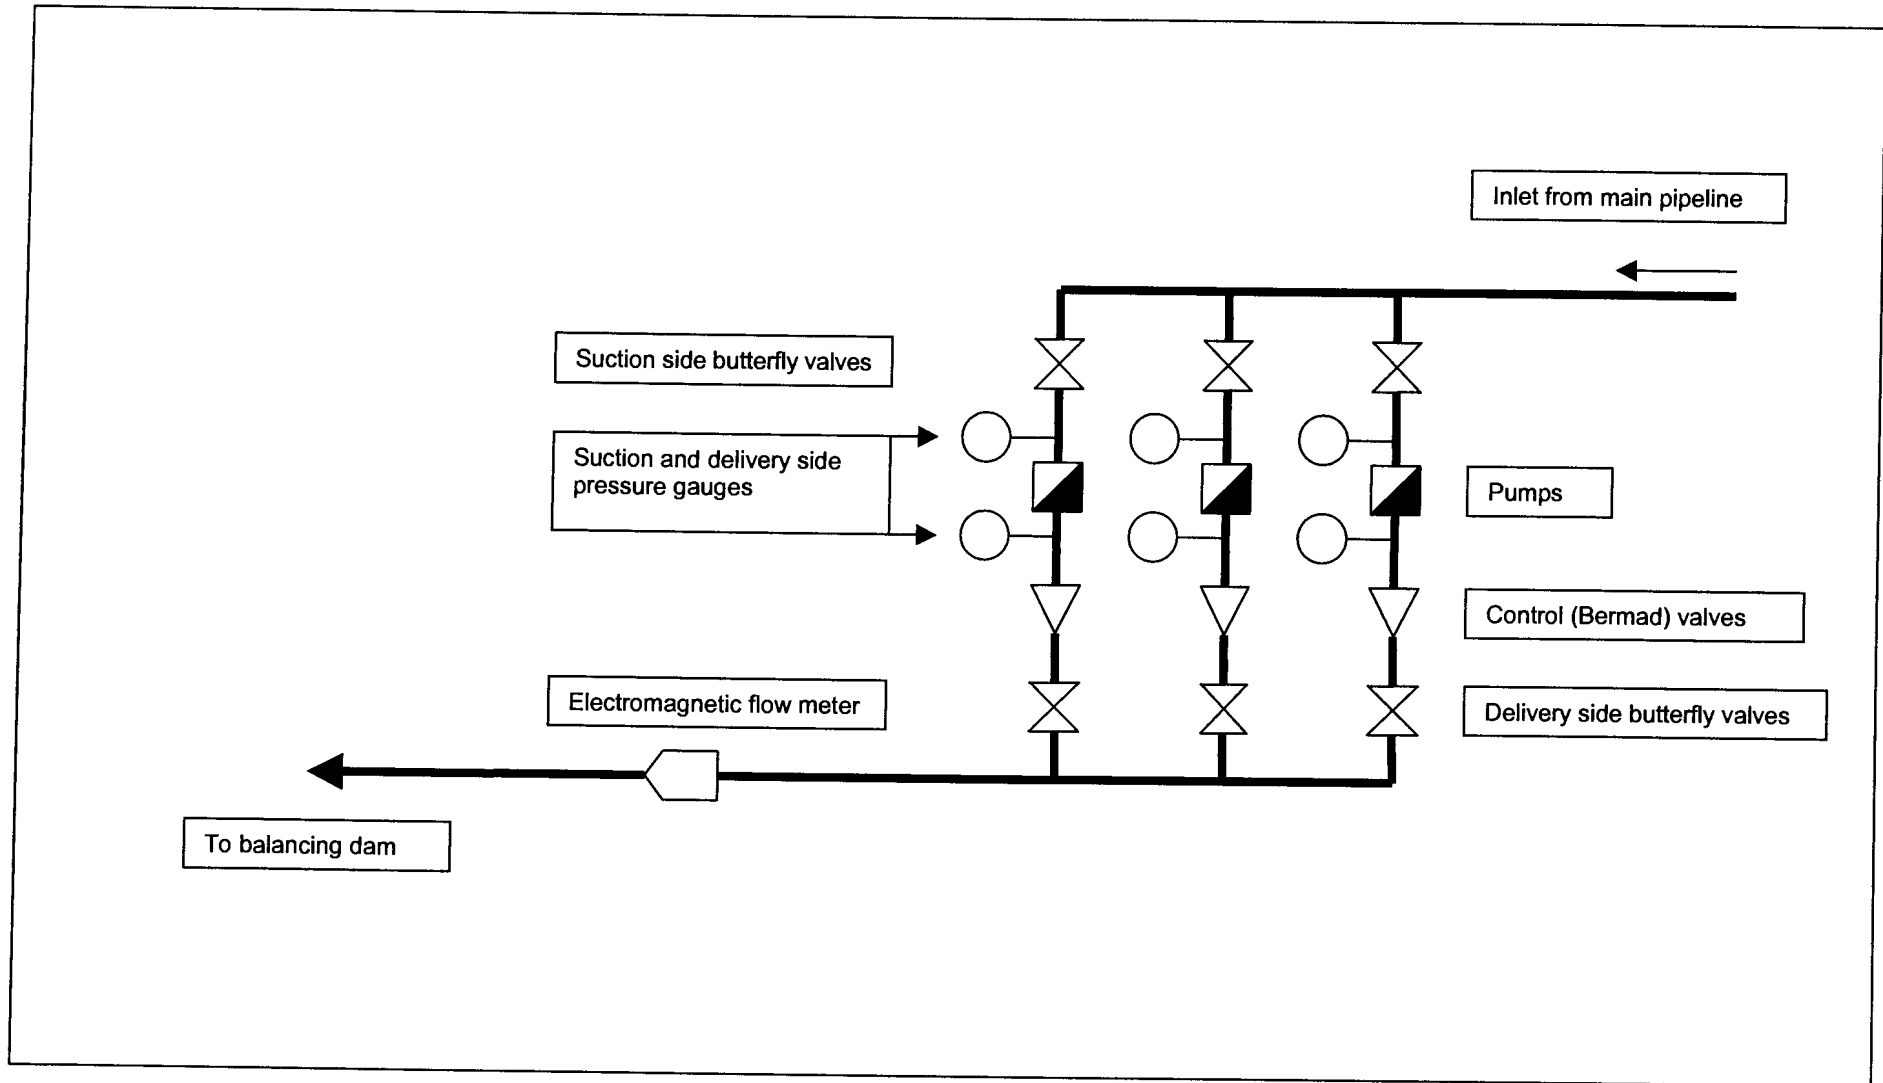 Inlet from main pipeline
Suction side butterfly valves
Suction and delivery side
pressure gauges
Pumps
Control (Bermad) valves
Electromagnetic flow meter
Delivery side butterfly valves
To balancing dam